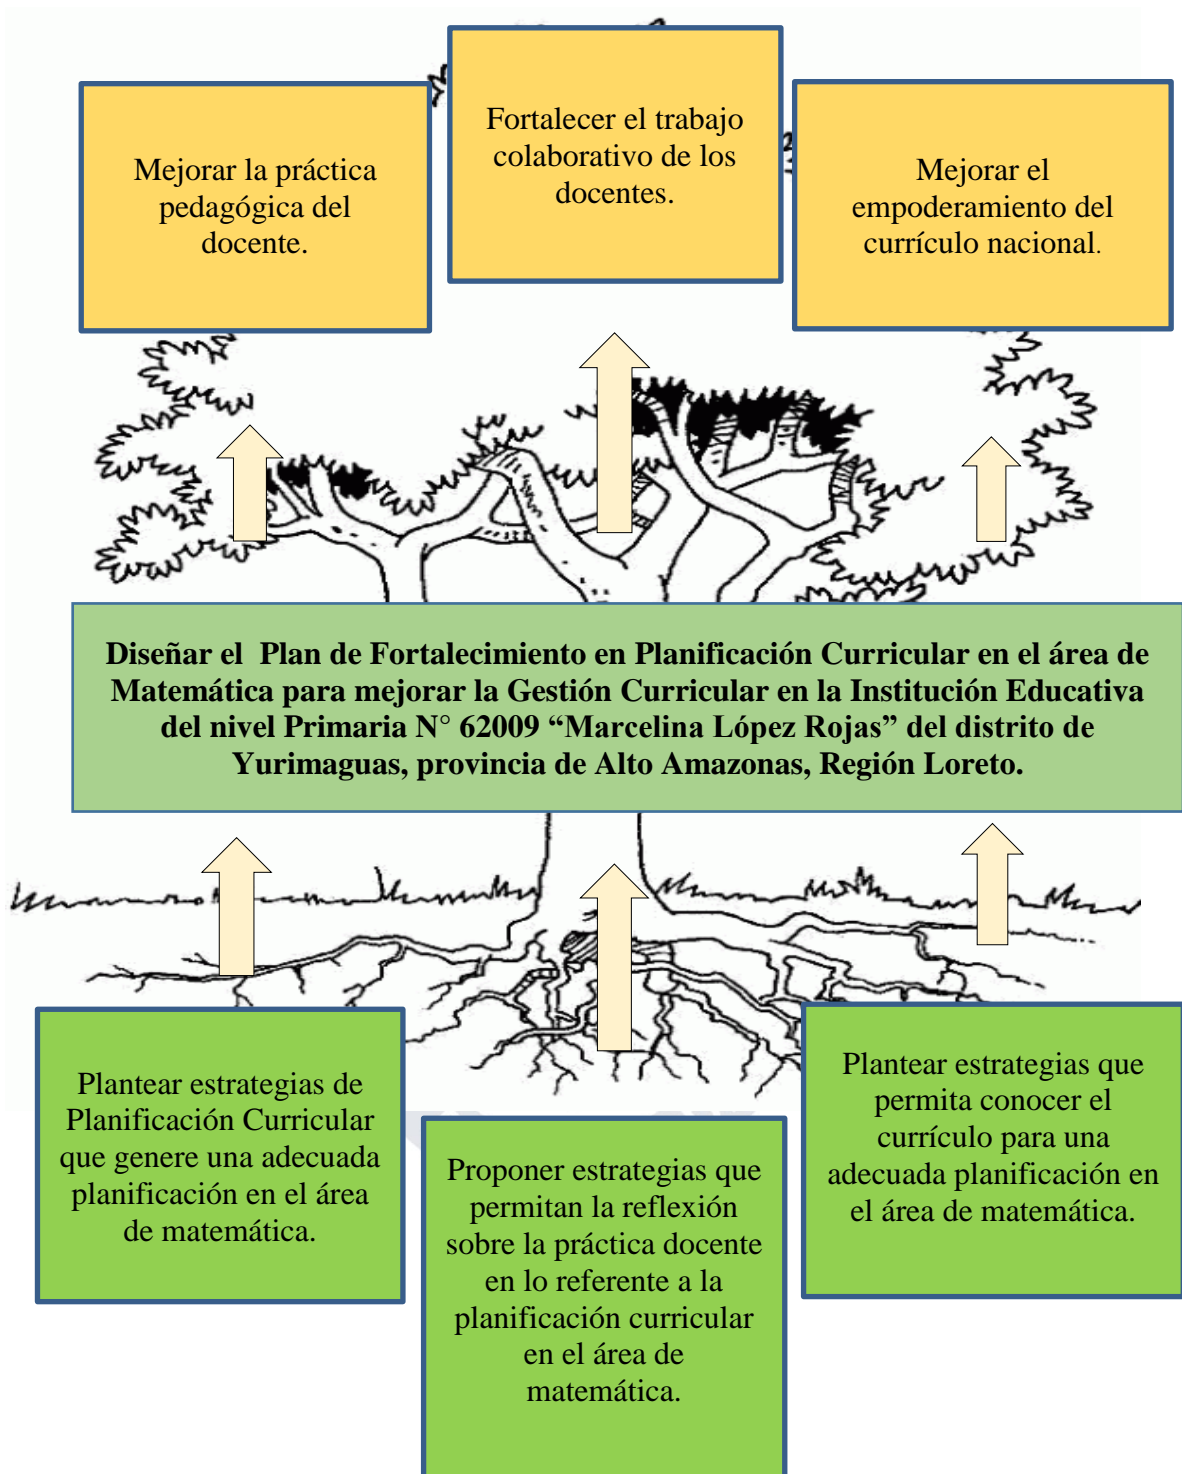 Mejorar la práctica
pedagógica del
docente.
Fortalecer el trabajo
colaborativo de los
docentes.
Mejorar el
empoderamiento del
currículo nacional.
Diseñar el  Plan de Fortalecimiento en Planificación Curricular en el área de
Matemática para mejorar la Gestión Curricular en la Institución Educativa
del nivel Primaria N° 62009 “Marcelina López Rojas” del distrito de
Yurimaguas, provincia de Alto Amazonas, Región Loreto.
Plantear estrategias de
Planificación Curricular
que genere una adecuada
planificación en el área
de matemática.
Proponer estrategias que
permitan la reflexión
sobre la práctica docente
en lo referente a la
planificación curricular
en el área de
matemática.
Plantear estrategias que
permita conocer el
currículo para una
adecuada planificación en
el área de matemática.